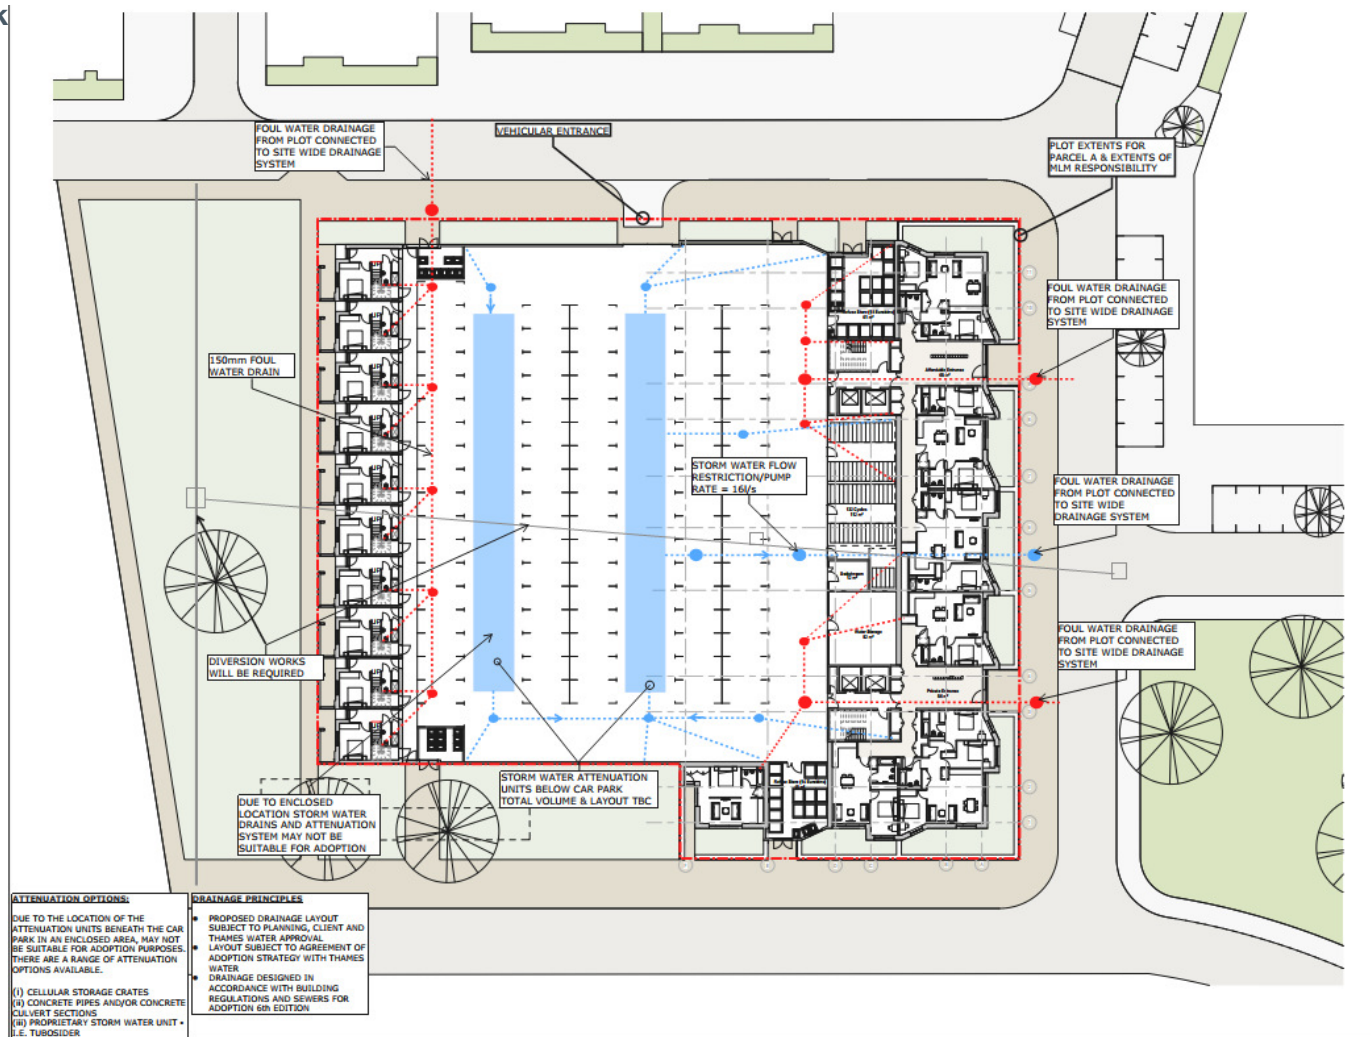 k
FOUL WATER DRAINAGE
FROM PLOT CONNECTED
TO SITE WIDE DRAINAGE
SYSTEM
VEHICULAR ENTRANCE
PLOT EXTENTS FOR
PARCEL A & EXTENTS OF
MLM RESPONSIBILITY
FOUL WATER DRAINAGE
FROM PLOT CONNECTED
TO SITE WIDE DRAINAGE
SYSTEM
150mm FOUL
WATER DRAIN
STORM WATER FLOW
RESTRICTION/PUMP
RATE = 16l/s
FOUL WATER DRAINAGE
FROM PLOT CONNECTED
TO SITE WIDE
DRAINAGE SYSTEM
DIVERSION WORKS
WILL BE REQUIRED
FOUL WATER DRAINAGE
FROM PLOT CONNECTED
TO SITE WIDE DRAINAGE
SYSTEM
STORM WATER ATTENUATION
UNITS BELOW CAR PARK
TOTAL VOLUME & LAYOUT TBC
DUE TO ENCLOSED
LOCATION STORM WATER
DRAINS AND ATTENUATION
SYSTEM MAY NOT BE
SUITABLE FOR ADOPTION
ATTENUATION OPTIONS:
DUE TO THE LOCATION OF THE
ATTENUATION UNITS BENEATH THE CAR
PARK IN AN ENCLOSED AREA, MAY NOT
BE SUITABLE FOR ADOPTION PURPOSES.
THERE ARE A RANGE OF ATTENUATION
OPTIONS AVAILABLE.
(i) CELLULAR STORAGE CRATES
(ii) CONCRETE PIPES AND/OR CONCRETE
CULVERT SECTIONS
(iii) PROPRIETARY STORM WATER UNIT -
I.E. TUBOSIDER
DRAINAGE PRINCIPLES
• PROPOSED DRAINAGE LAYOUT
SUBJECT TO PLANNING, CLIENT AND
THAMES WATER APPROVAL
• LAYOUT SUBJECT TO AGREEMENT OF
ADOPTION STRATEGY WITH THAMES
WATER
• DRAINAGE DESIGNED IN
ACCORDANCE WITH BUILDING
REGULATIONS AND SEWERS FOR
ADOPTION 6th EDITION